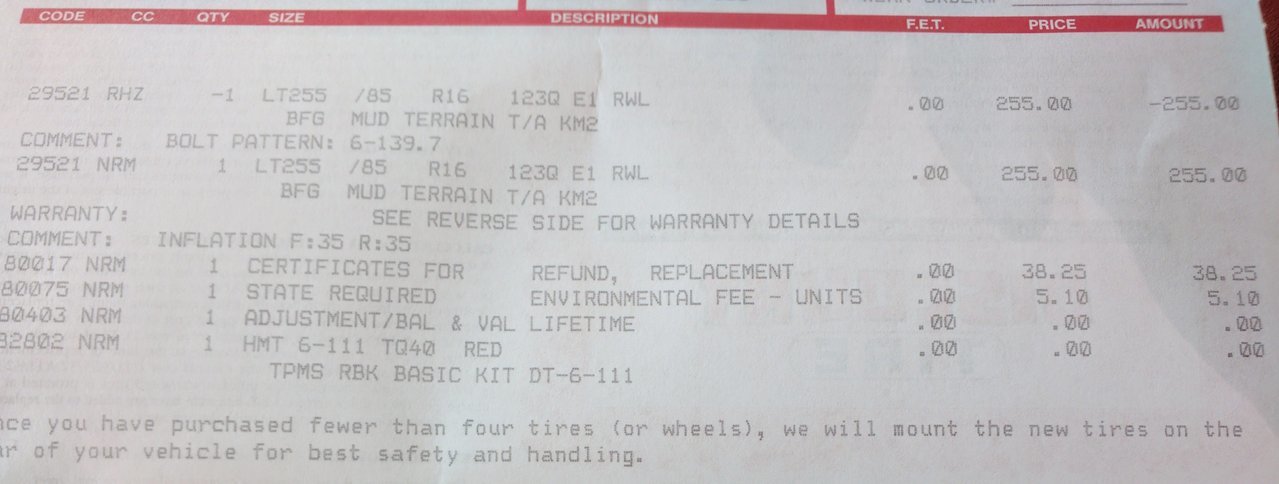 CODE CC QTY SIZE DESCRIPTION F.E.T. PRICE AMOUNT
29521 RHZ -1 LT255 /85 R16 123Q E1 RWL .00 255.00 -255.00
BFG MUD TERRAIN T/A KM2
COMMENT: BOLT PATTERN: 6-139.7
29521 NRM 1 LT255 /85 R16 123Q E1 RWL .00 255.00 255.00
BFG MUD TERRAIN T/A KM2
WARRANTY: SEE REVERSE SIDE FOR WARRANTY DETAILS
COMMENT: INFLATION F:35 R:35
80017 NRM 1 CERTIFICATES FOR REFUND, REPLACEMENT .00 38.25 38.25
80075 NRM 1 STATE REQUIRED ENVIRONMENTAL FEE - UNITS .00 5.10 5.10
80403 NRM 1 ADJUSTMENT/BAL & VAL LIFETIME .00 .00 .00
82802 NRM 1 HMT 6-111 TQ40 RED .00 .00 .00
TPMS RBK BASIC KIT DT-6-111
nce you have purchased fewer than four tires (or wheels), we will mount the new tires on the
ar of your vehicle for best safety and handling.